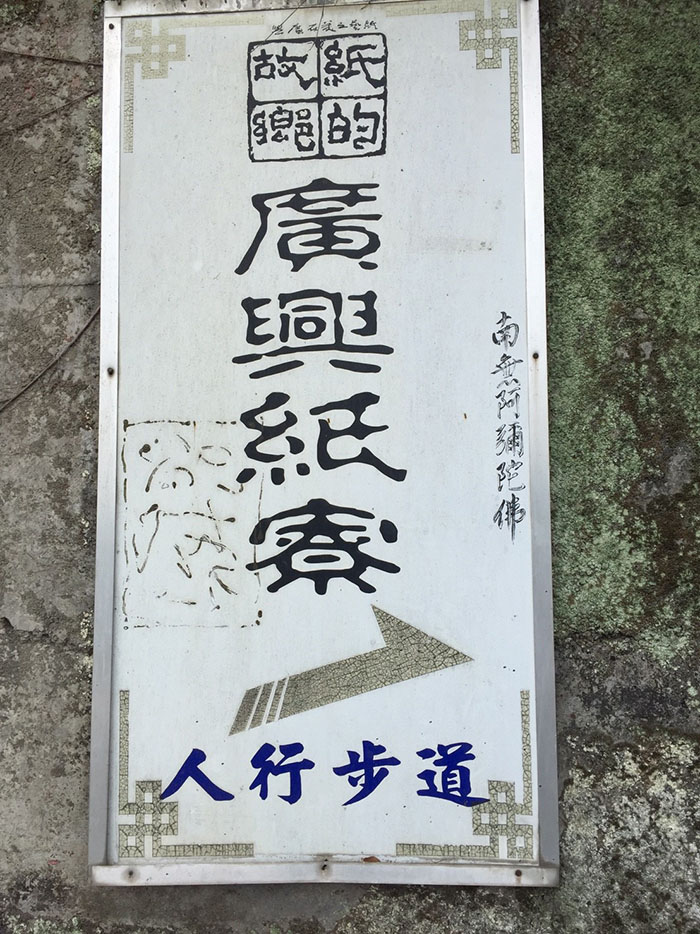 紙的
故鄉
廣興紙寮
南無阿彌陀佛
人行步道